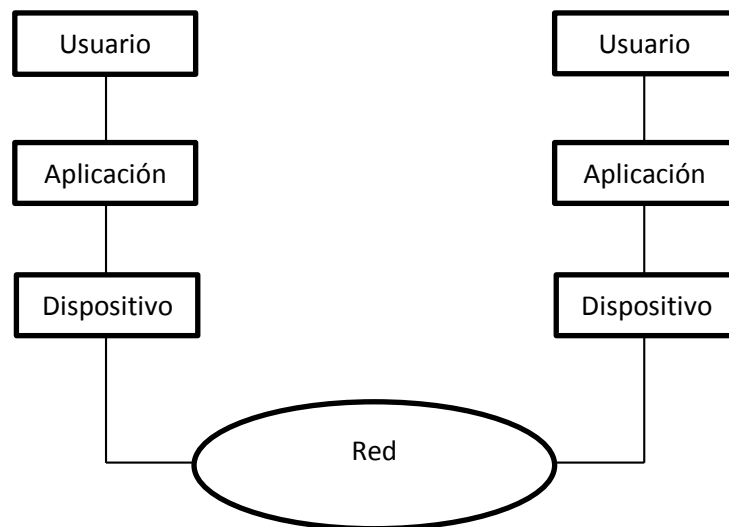 Usuario
Usuario
Aplicación
Aplicación
Dispositivo
Dispositivo
Red